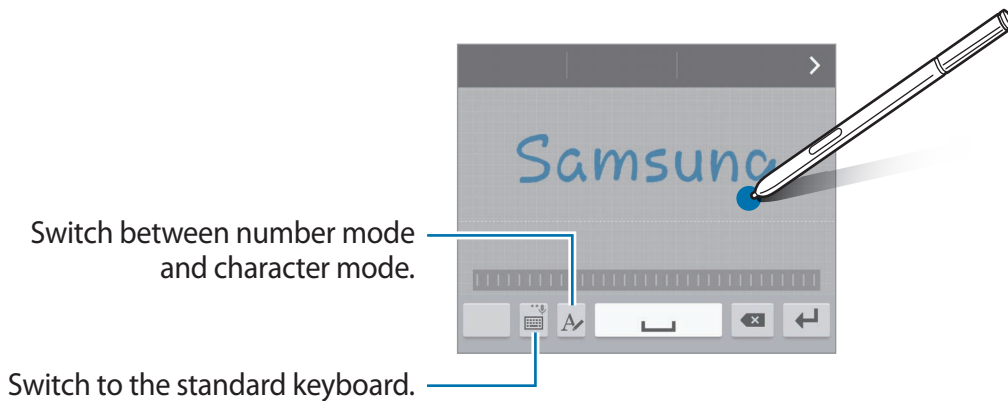 Samsung
Switch between number mode
and character mode.
A
Switch to the standard keyboard.